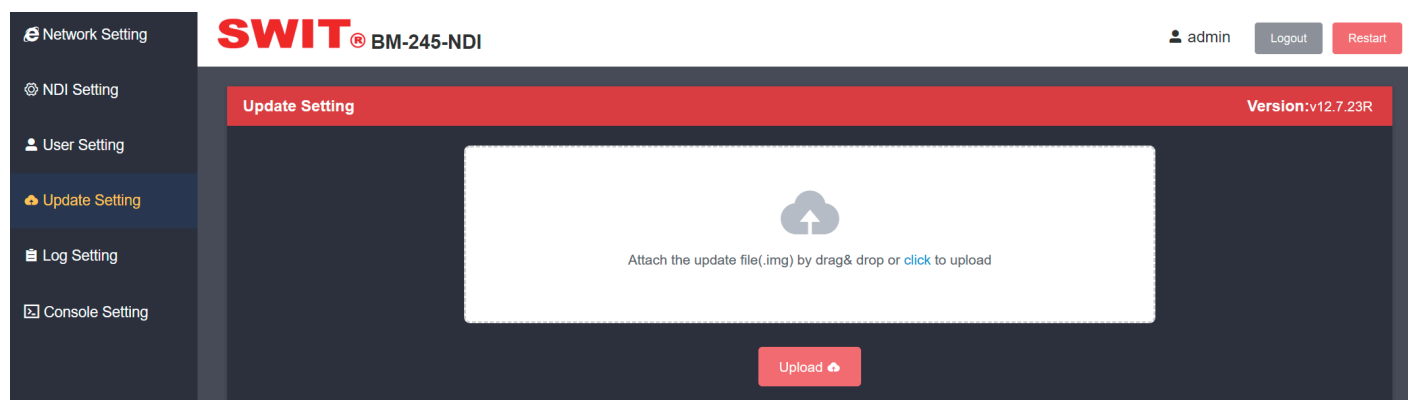 Network Setting
NDI Setting
User Setting
Update Setting
Log Setting
Console Setting
SWIT® BM-245-NDI
admin
Logout
Restart
Update Setting
Version:v12.7.23R
Attach the update file(.img) by drag& drop or click to upload
Upload